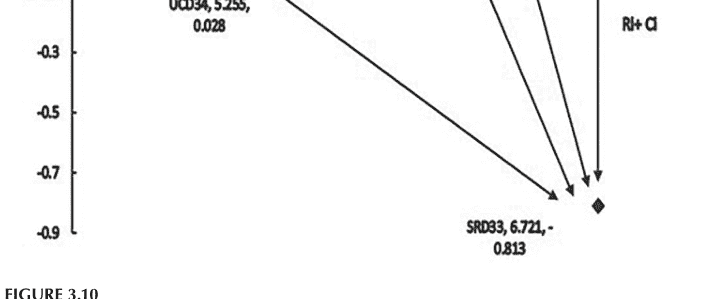 UCD34, 5.255,
0.028
RI+ CI
-0.3
-0.5
-0.7
-0.9
SRD33, 6.721, -
0.813
FIGURE 3.10